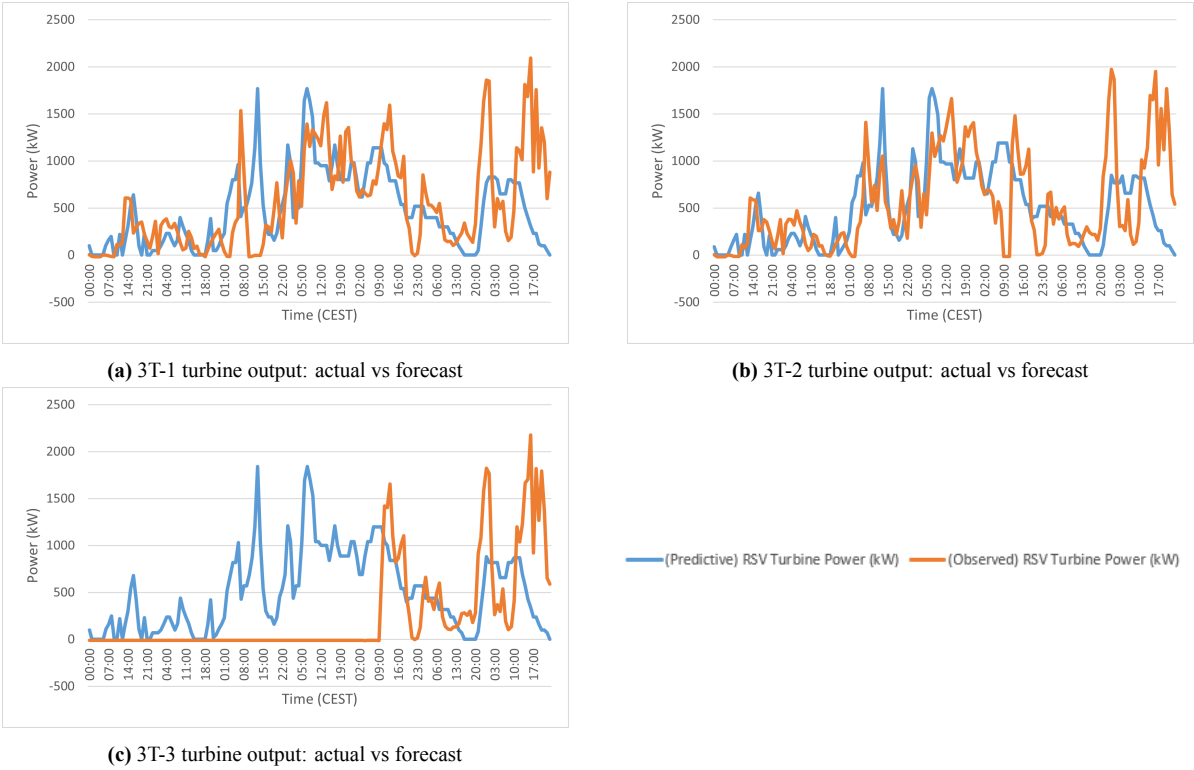 2500
2000
1500
1000
500
0
-500
Power (kW)
00:00 07:00 14:00 21:00 04:00 11:00 18:00 01:00 08:00 15:00 22:00 05:00 12:00 19:00 02:00 09:00 16:00 23:00 06:00 13:00 20:00 03:00 10:00 17:00
Time (CEST)
(a) 3T-1 turbine output: actual vs forecast
2500
2000
1500
1000
500
0
-500
Power (kW)
00:00 07:00 14:00 21:00 04:00 11:00 18:00 01:00 08:00 15:00 22:00 05:00 12:00 19:00 02:00 09:00 16:00 23:00 06:00 13:00 20:00 03:00 10:00 17:00
Time (CEST)
(b) 3T-2 turbine output: actual vs forecast
2500
2000
1500
1000
500
0
-500
Power (kW)
00:00 07:00 14:00 21:00 04:00 11:00 18:00 01:00 08:00 15:00 22:00 05:00 12:00 19:00 02:00 09:00 16:00 23:00 06:00 13:00 20:00 03:00 10:00 17:00
Time (CEST)
(c) 3T-3 turbine output: actual vs forecast
(Predictive) RSV Turbine Power (kW) (Observed) RSV Turbine Power (kW)